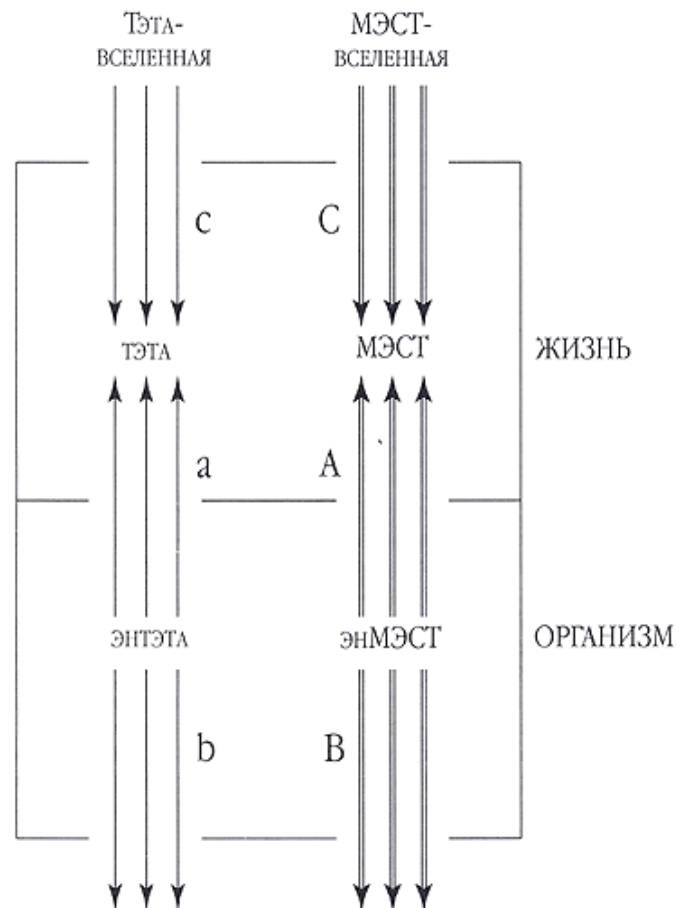 Тэта-
вселенная
МЭСТ-
вселенная
c
C
тэта
МЭСТ
ЖИЗНЬ
a
A
энтэта
энМЭСТ
ОРГАНИЗМ
b
B